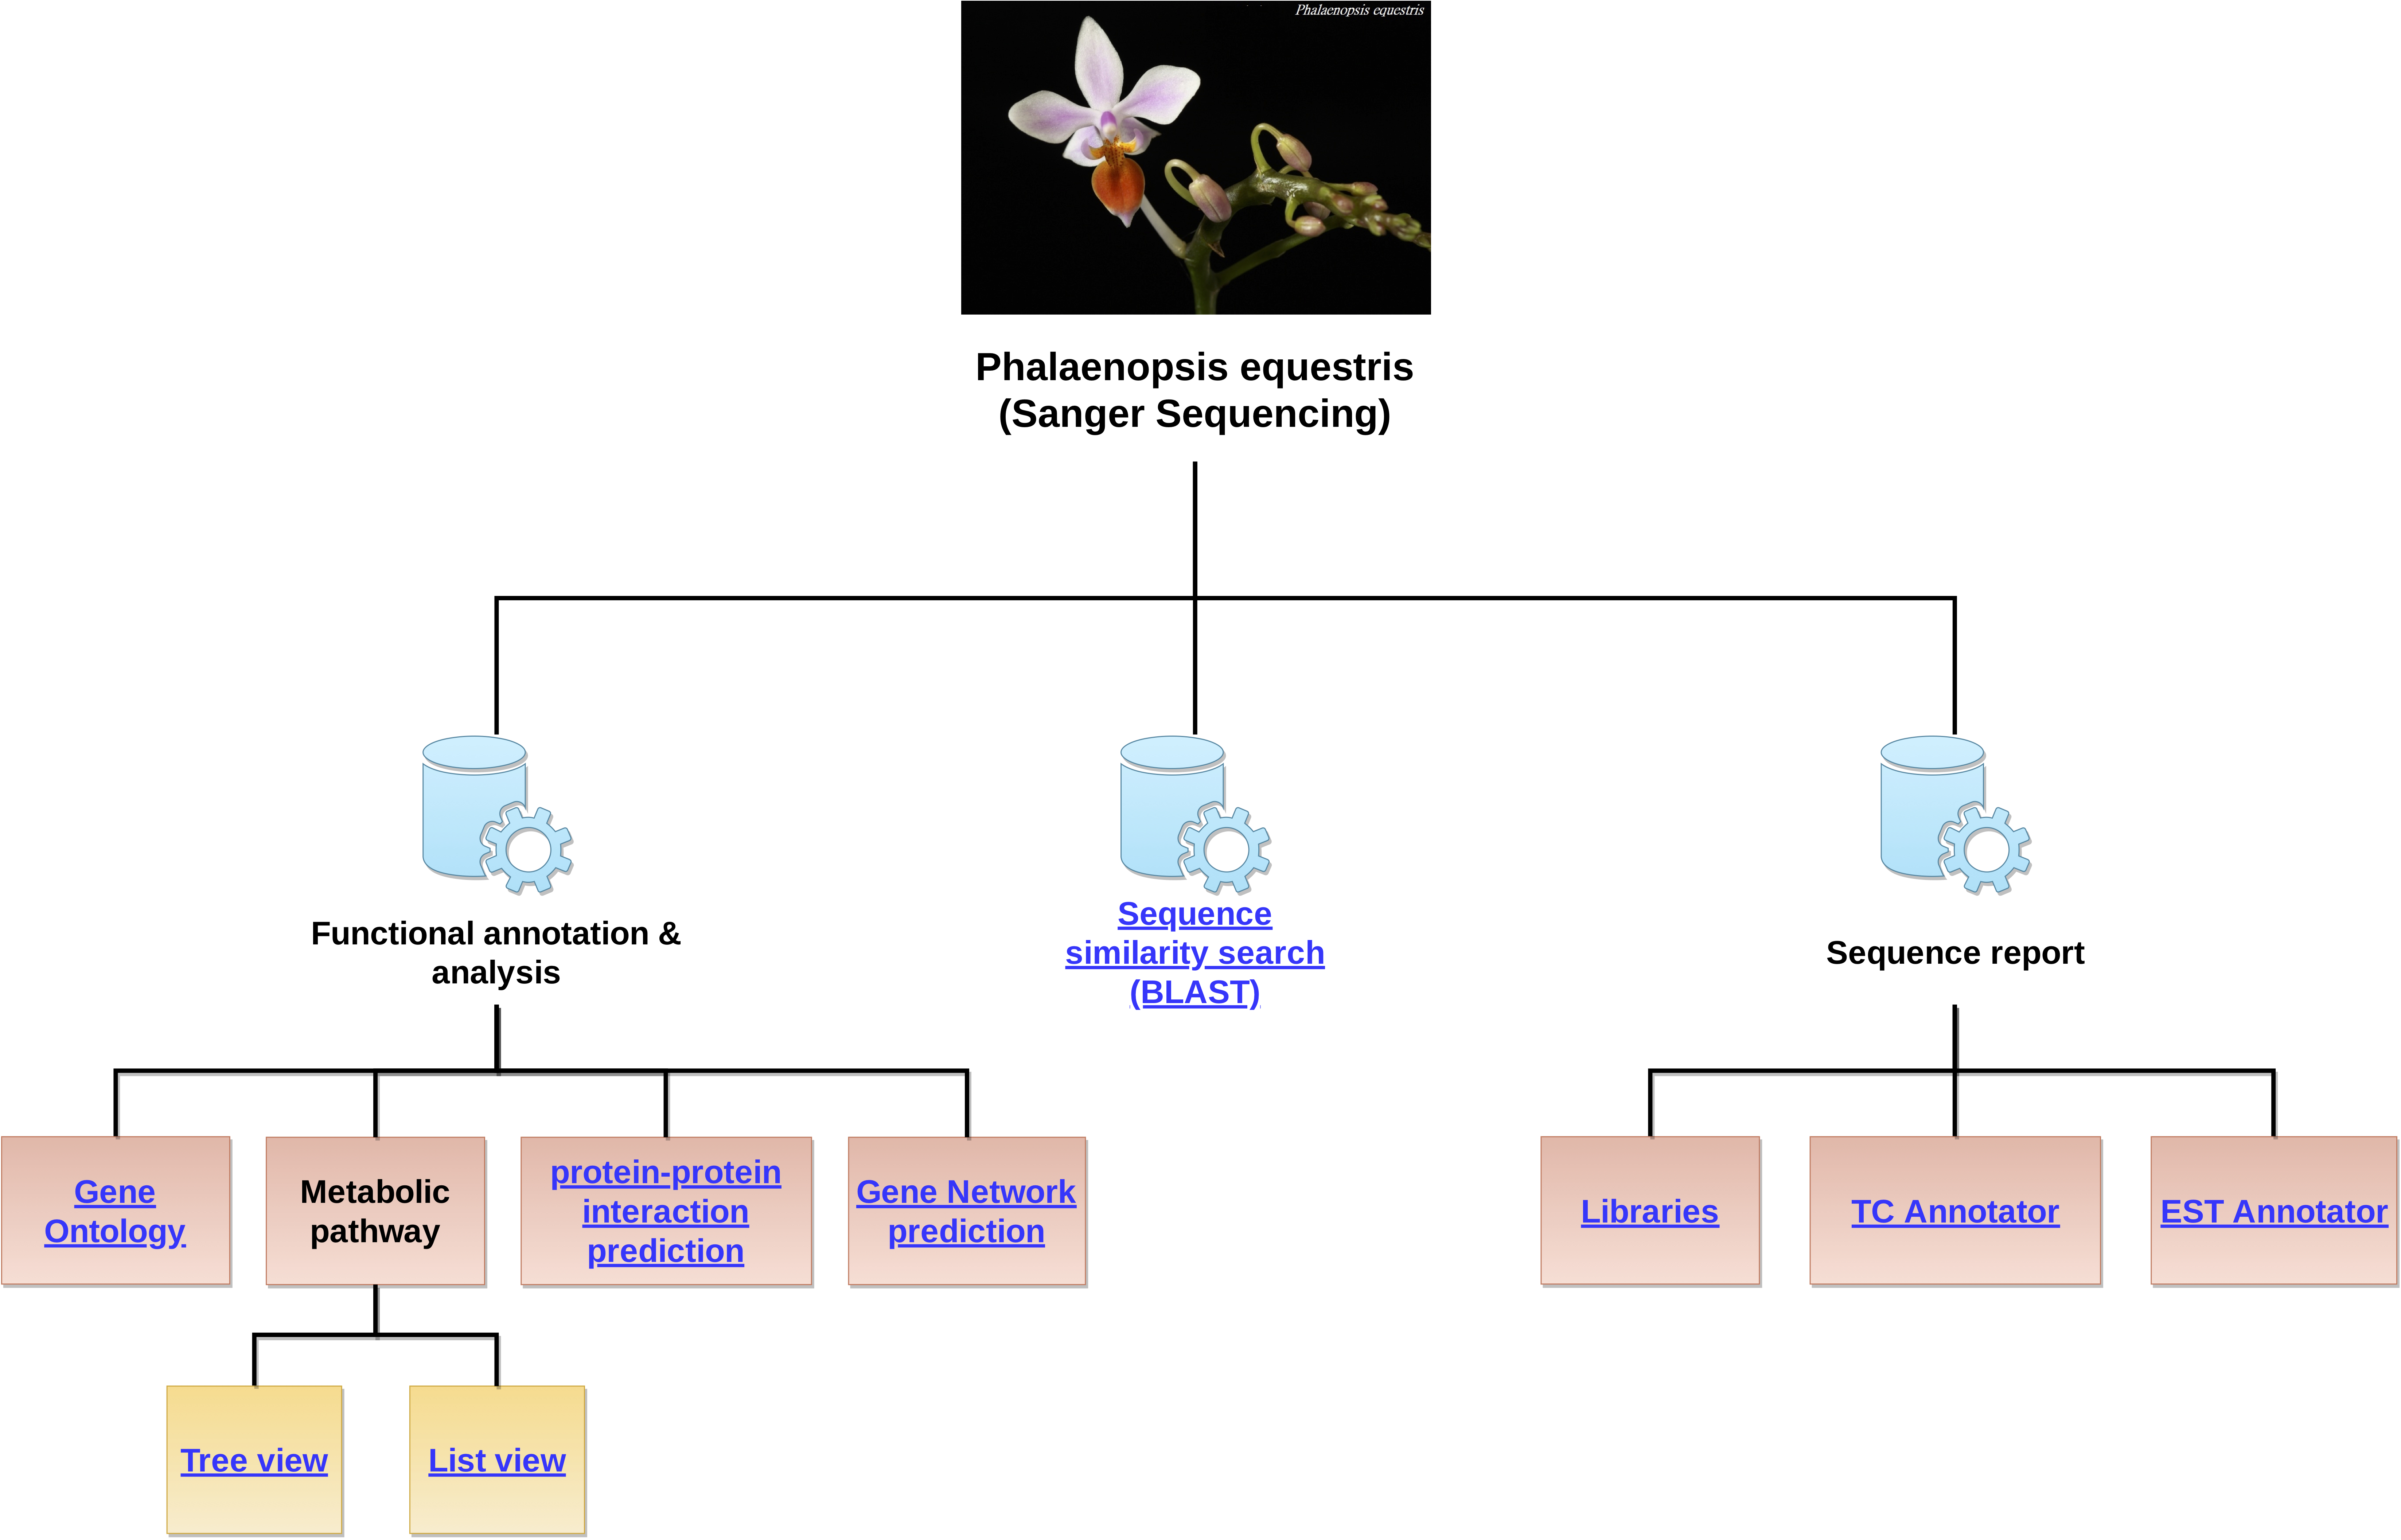 Phalaenopsis equestris
Phalaenopsis equestris
(Sanger Sequencing)
Functional annotation &
analysis
Sequence
similarity search
(BLAST)
Sequence report
Gene
Ontology
Metabolic
pathway
protein-protein
interaction
prediction
Gene Network
prediction
Libraries
TC Annotator
EST Annotator
Tree view
List view